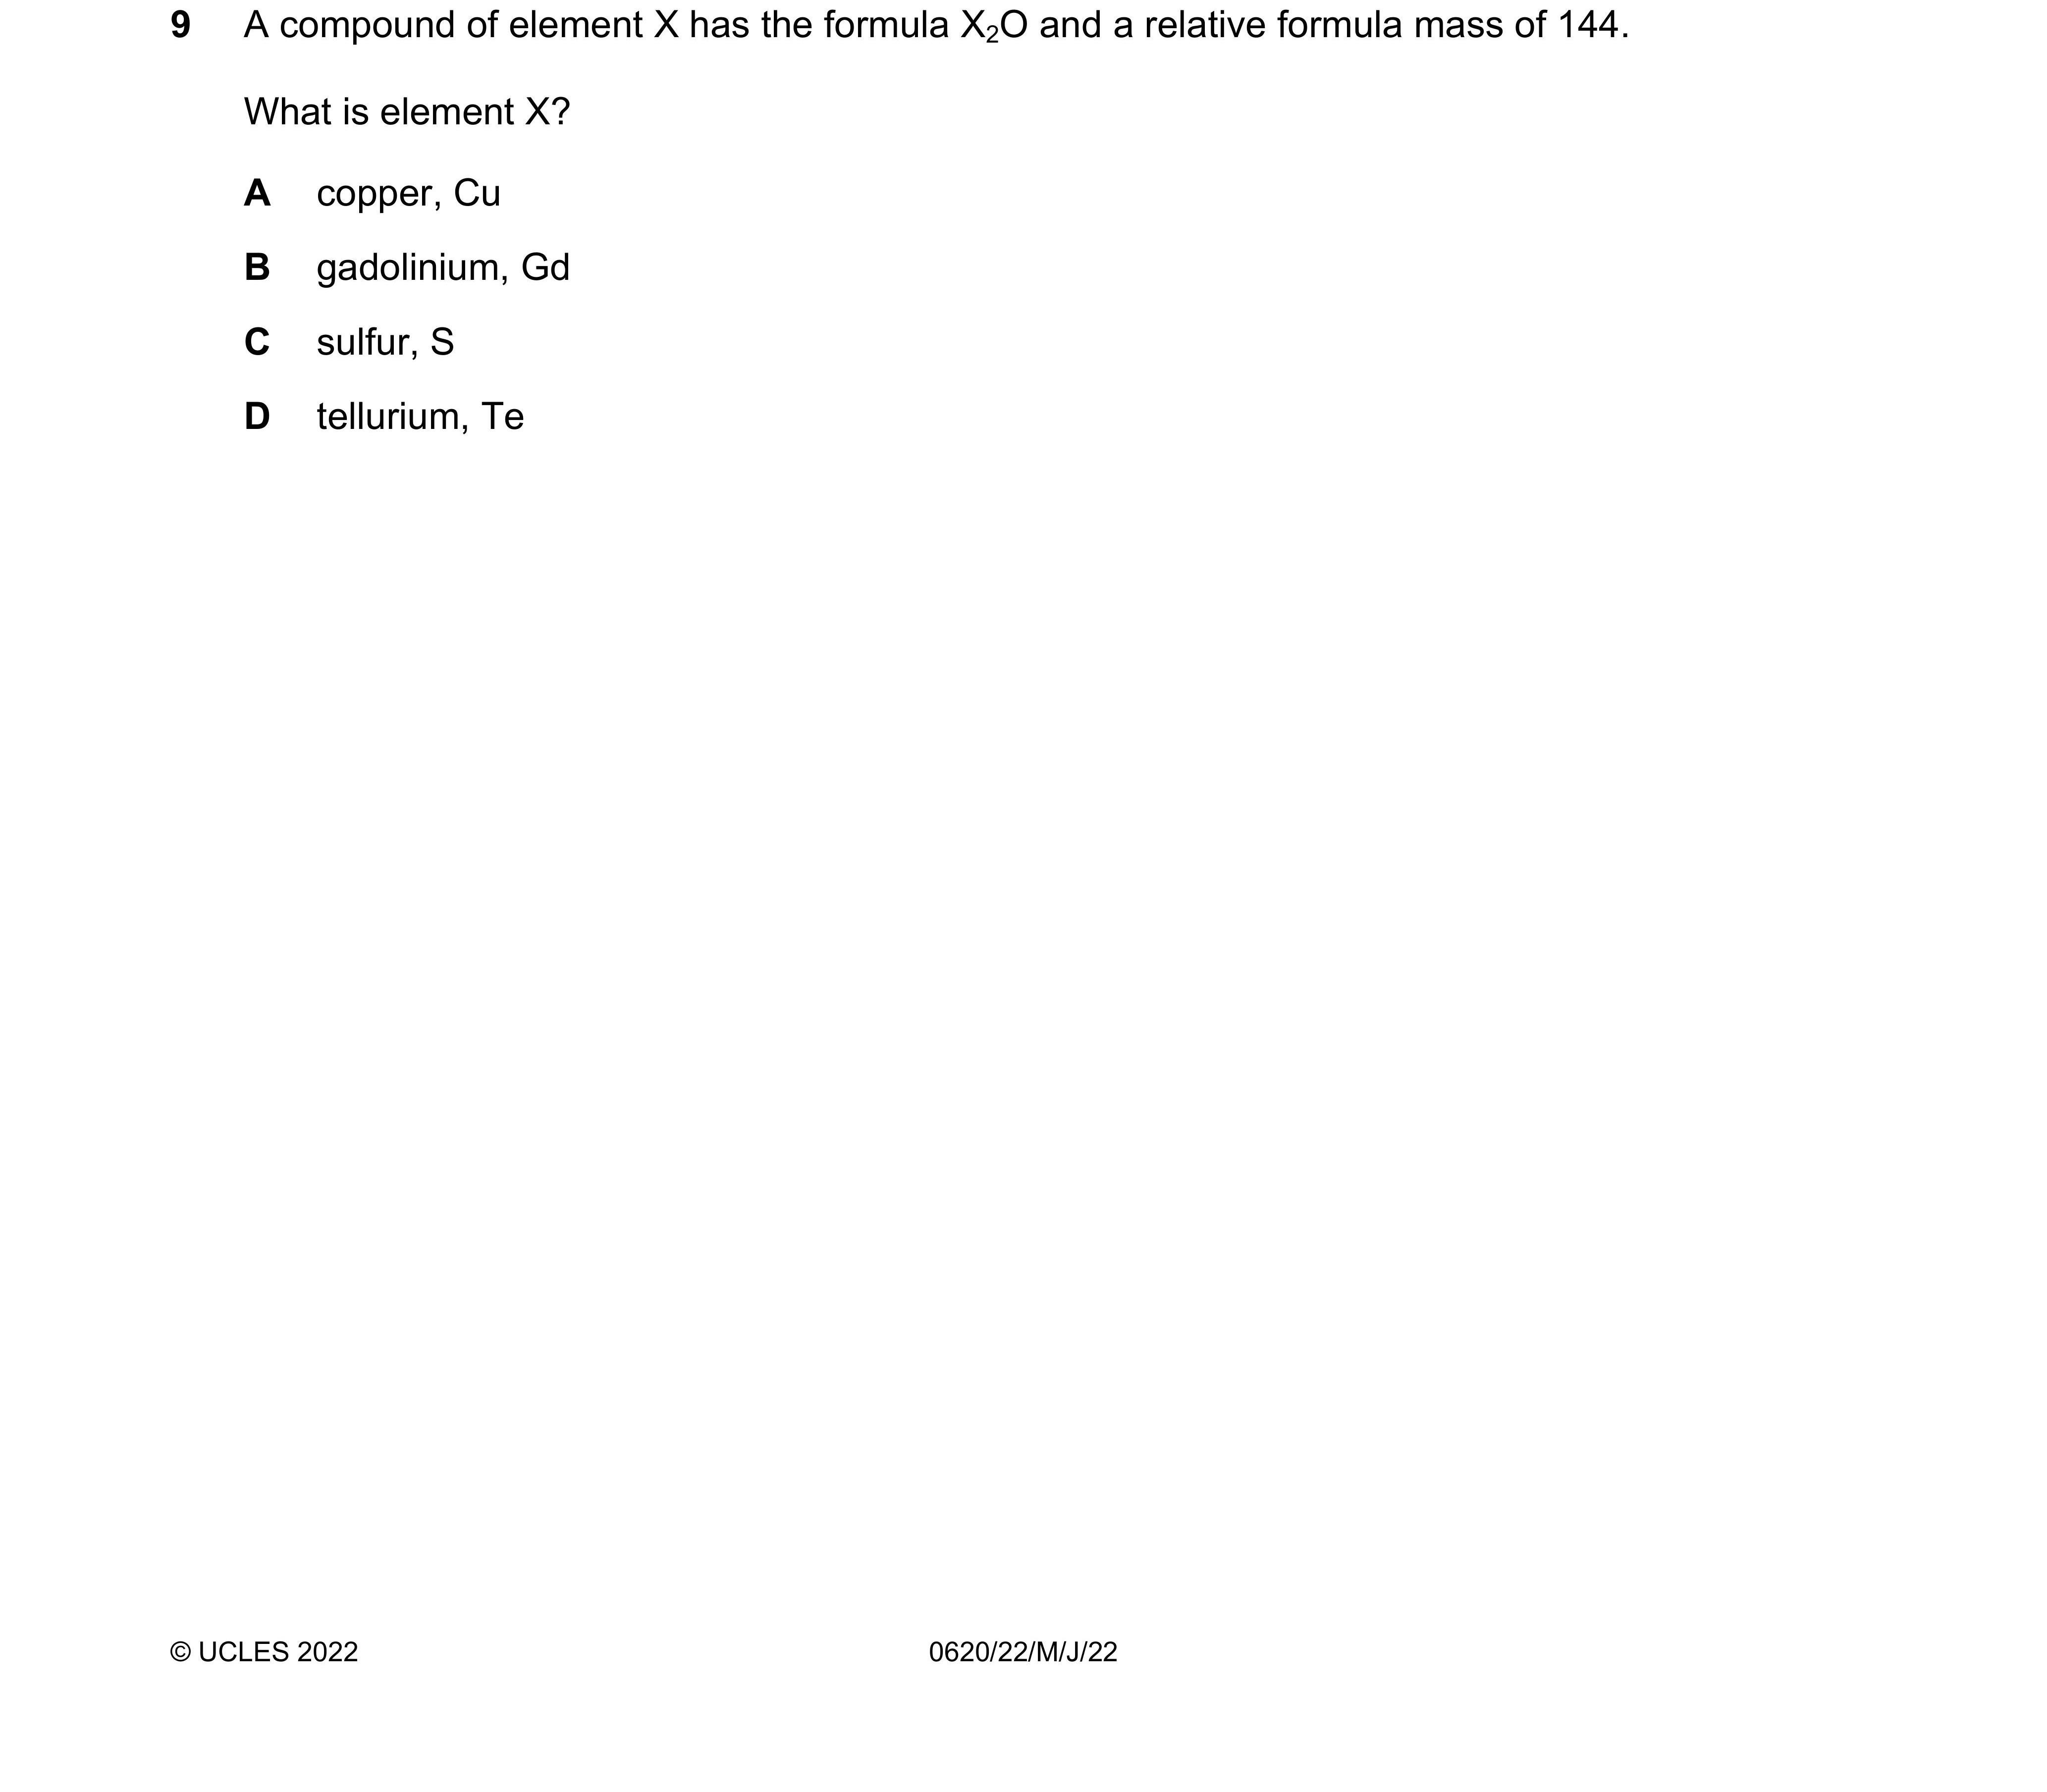 9 A compound of element X has the formula X₂O and a relative formula mass of 144.
What is element X?
A copper, Cu
B gadolinium, Gd
C sulfur, S
D tellurium, Te
© UCLES 2022 0620/22/M/J/22